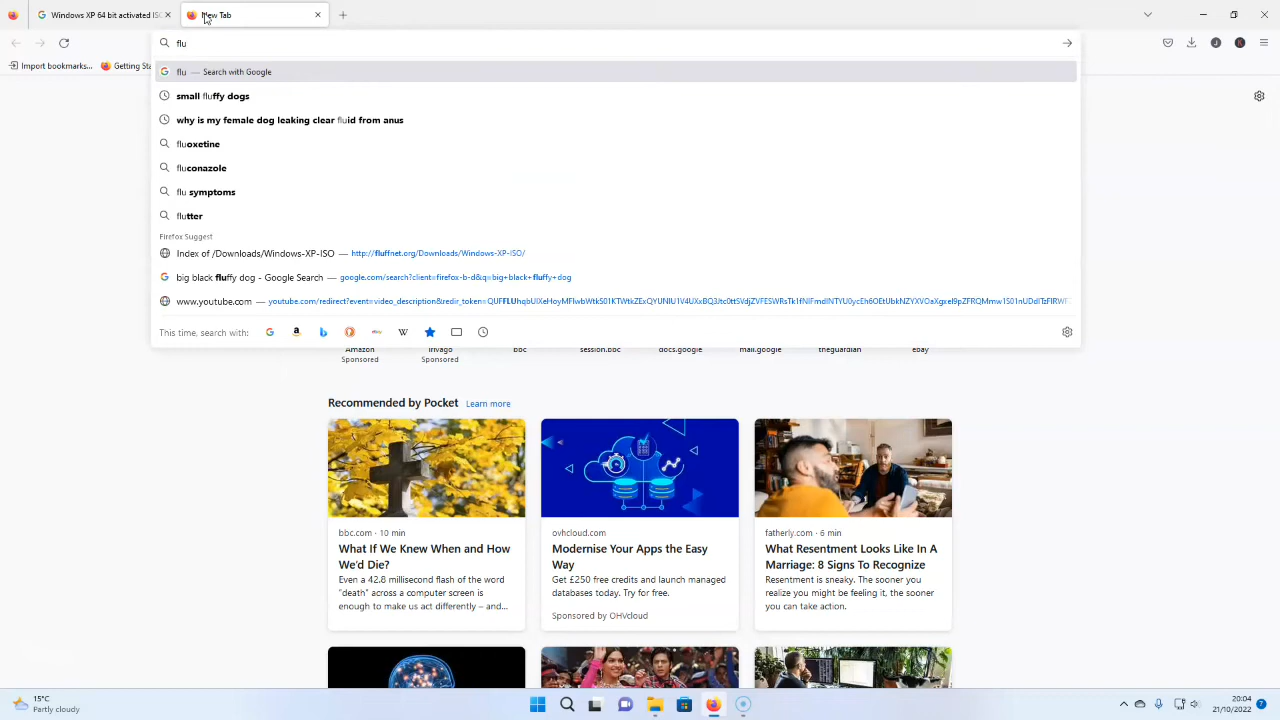 Windows XP 64 bit activated ISO
New Tab
flu
Import bookmarks...
Getting Sta
flu — Search with Google
small fluffy dogs
why is my female dog leaking clear fluid from anus
fluoxetine
fluconazole
flu symptoms
flutter
Firefox Suggest
Index of /Downloads/Windows-XP-ISO — http://fluffnet.org/Downloads/Windows-XP-ISO/
big black fluffy dog - Google Search — google.com/search?client=firefox-b-d&q=big+black+fluffy+dog
www.youtube.com
This time, search with:
Amazon
Sponsored
Trivago
Sponsored
bbc
session.bbc
docs.google
mail.google
theguardian
ebay
Recommended by Pocket Learn more
bbc.com · 10 min
What If We Knew When and How
We'd Die?
Even a 42.8 millisecond flash of the word
"death" across a computer screen is
enough to make us act differently – and...
ovhcloud.com
Modernise Your Apps the Easy
Way
Get £250 free credits and launch managed
databases today. Try for free.
Sponsored by OHVcloud
fatherly.com · 6 min
What Resentment Looks Like In A
Marriage: 8 Signs To Recognize
Resentment is sneaky. The sooner you
realize you might be feeling it, the sooner
you can take action.
15°C
Partly cloudy
20:04
21/10/2022